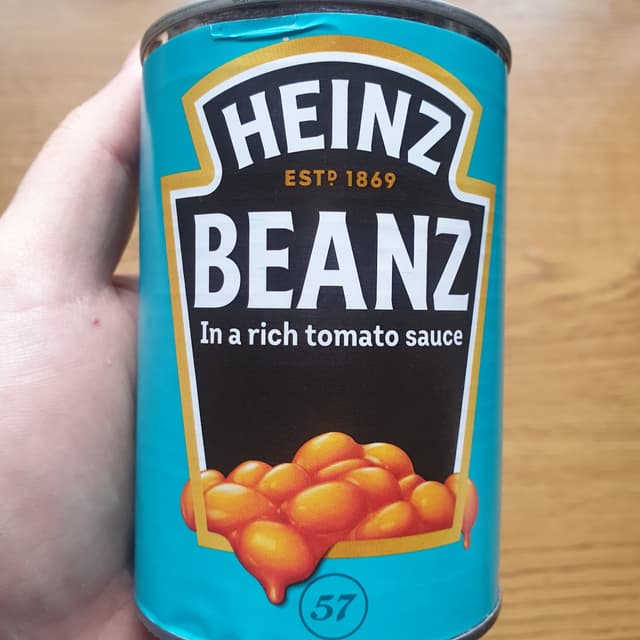 HEINZ
ESTD 1869
BEANZ
In a rich tomato sauce
57